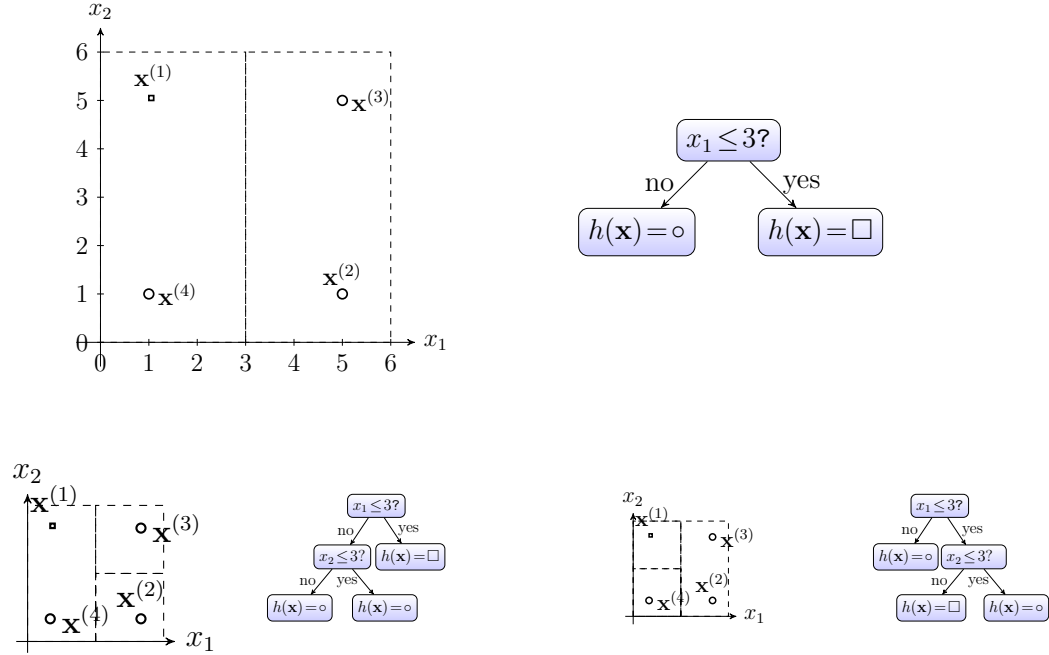 x₂
6
x⁽¹⁾
5
x⁽³⁾
4
3
2
x⁽²⁾
1
x⁽⁴⁾
0
x₁
0 1 2 3 4 5 6
x₁ ≤ 3?
no yes
h(x) = ○ h(x) = □
x₂
x⁽¹⁾
x⁽³⁾
x⁽²⁾
x⁽⁴⁾
x₁
x₁ ≤ 3?
no yes
x₂ ≤ 3? h(x) = □
no yes
h(x) = ○ h(x) = ○
x₂
x⁽¹⁾
x⁽³⁾
x⁽²⁾
x⁽⁴⁾
x₁
x₁ ≤ 3?
no yes
h(x) = ○ x₂ ≤ 3?
no yes
h(x) = □ h(x) = ○